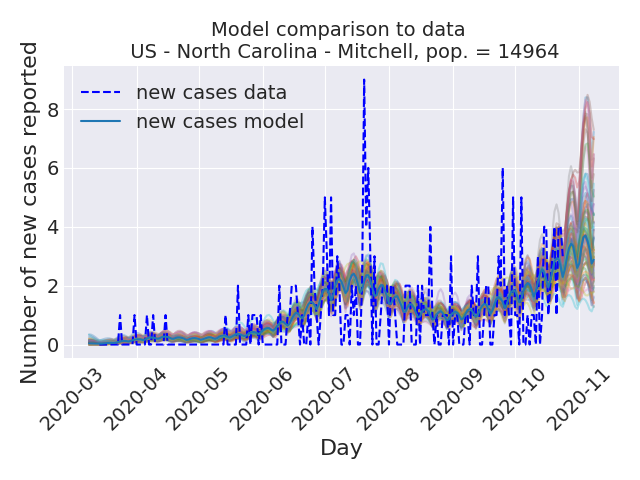 Model comparison to data
US - North Carolina - Mitchell, pop. = 14964
Number of new cases reported
new cases data
new cases model
8
6
4
2
0
2020-03
2020-04
2020-05
2020-06
2020-07
2020-08
2020-09
2020-10
2020-11
Day